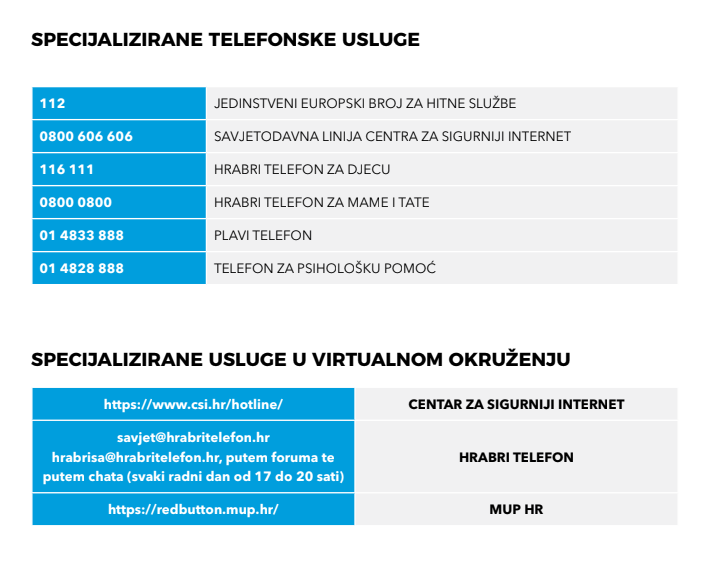 SPECIJALIZIRANE TELEFONSKE USLUGE
112 JEDINSTVENI EUROPSKI BROJ ZA HITNE SLUŽBE
0800 606 606 SAVJETODAVNA LINIJA CENTRA ZA SIGURNIJI INTERNET
116 111 HRABRI TELEFON ZA DJECU
0800 0800 HRABRI TELEFON ZA MAME I TATE
01 4833 888 PLAVI TELEFON
01 4828 888 TELEFON ZA PSIHOLOŠKU POMOĆ
SPECIJALIZIRANE USLUGE U VIRTUALNOM OKRUŽENJU
https://www.csi.hr/hotline/ CENTAR ZA SIGURNIJI INTERNET
savjet@hrabritelefon.hr
hrabrisa@hrabritelefon.hr, putem foruma te
putem chata (svaki radni dan od 17 do 20 sati)
HRABRI TELEFON
https://redbutton.mup.hr/ MUP HR